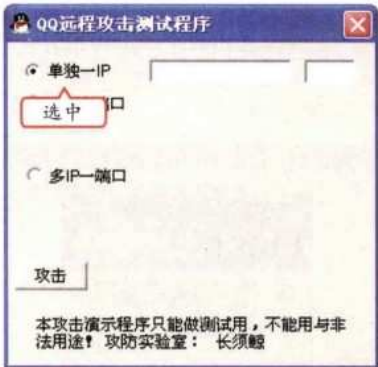 QQ远程攻击测试程序
单独一IP
选中
口
多IP一端口
攻击
本攻击演示程序只能做测试用，不能用与非
法用途！攻防实验室： 长须鲸